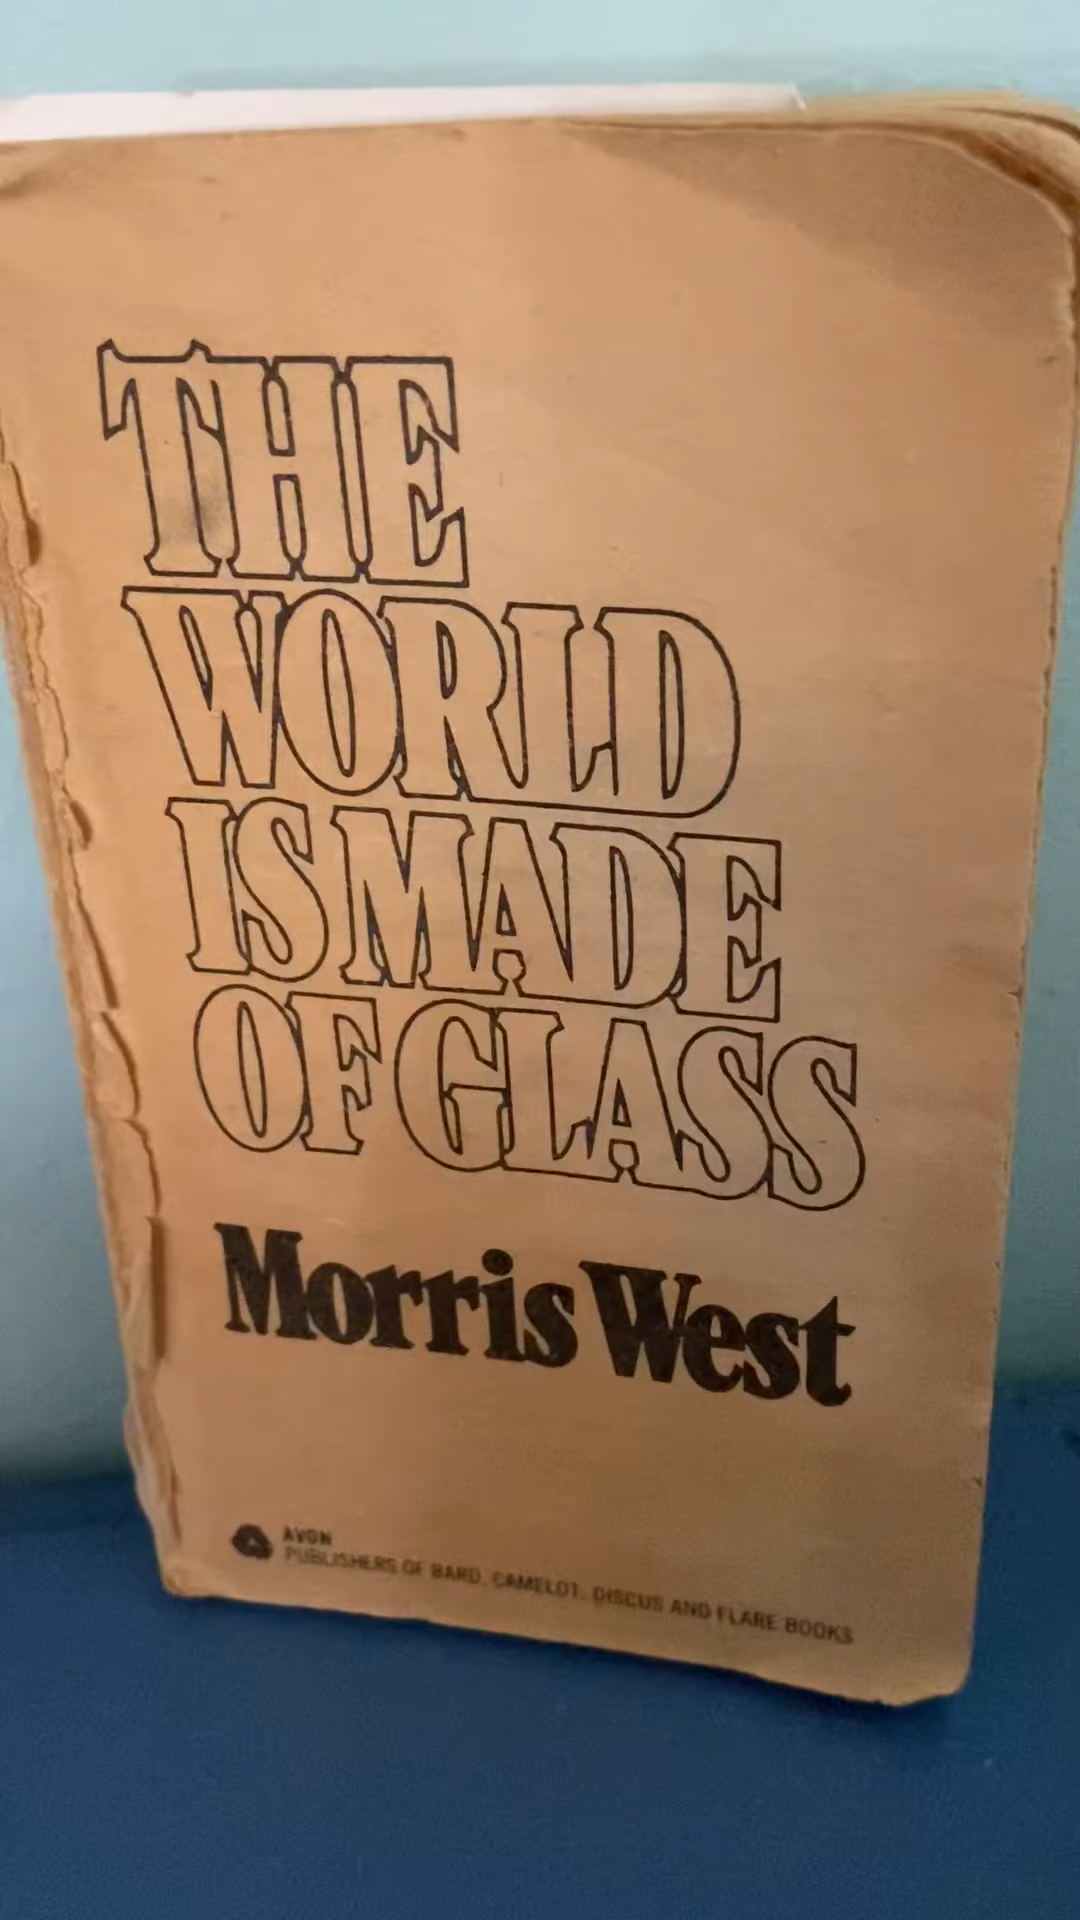 THE
WORLD
IS MADE
OF GLASS
Morris West
AVON
PUBLISHERS OF BARD, CAMELOT, DISCUS AND FLARE BOOKS